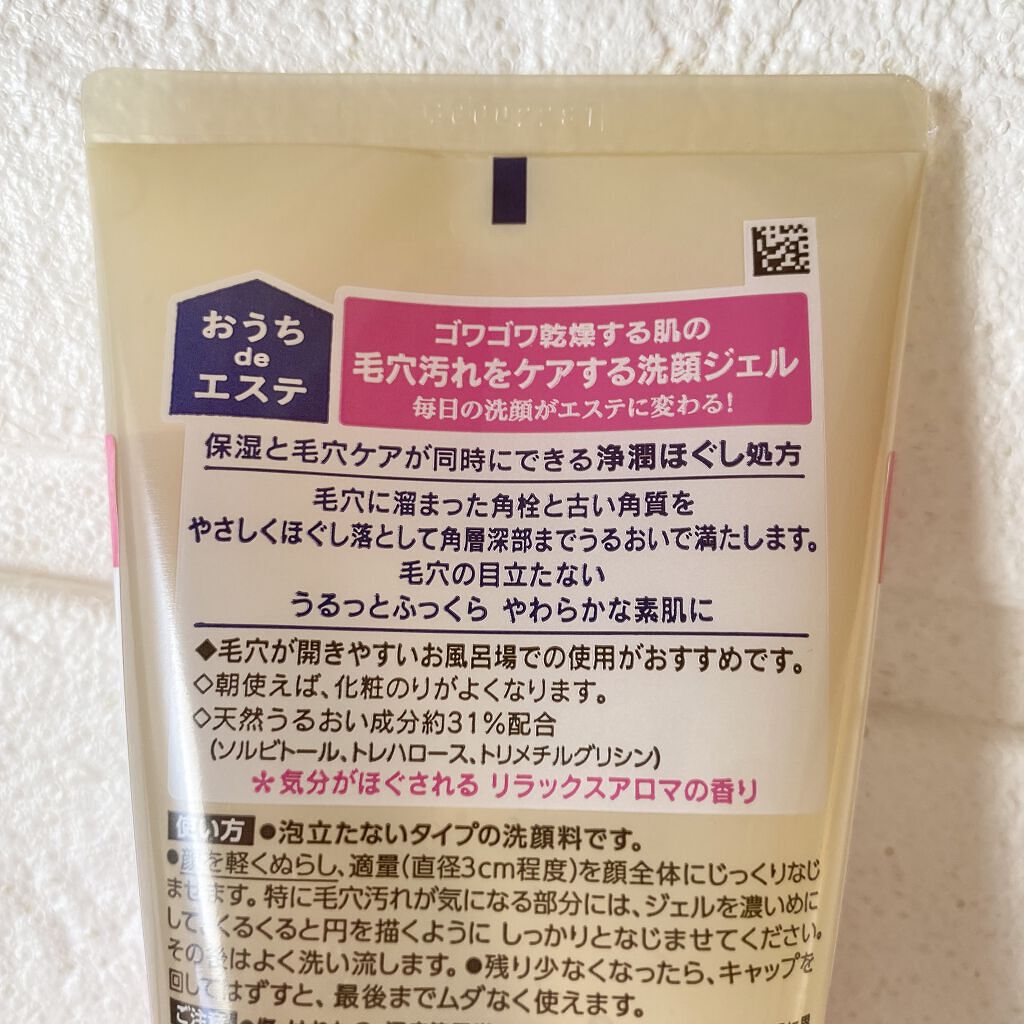 おうち
de
エステ
ゴワゴワ乾燥する肌の
毛穴汚れをケアする洗顔ジェル
毎日の洗顔がエステに変わる!
保湿と毛穴ケアが同時にできる浄潤ほぐし処方
毛穴に溜まった角栓と古い角質を
やさしくほぐし落として角層深部までうるおいで満たします。
毛穴の目立たない
うるっとふっくら やわらかな素肌に
◆毛穴が開きやすいお風呂場での使用がおすすめです。
◇朝使えば、化粧のりがよくなります。
◇天然うるおい成分約31%配合
(ソルビトール、トレハロース、トリメチルグリシン)
*気分がほぐされる リラックスアロマの香り
使い方 ●泡立たないタイプの洗顔料です。
●顔を軽くぬらし、適量(直径3cm程度)を顔全体にじっくりなじ
ませます。特に毛穴汚れが気になる部分には、ジェルを濃いめに
して、くるくると円を描くように しっかりとなじませてください。
その後はよく洗い流します。●残り少なくなったら、キャップを
回してはずすと、最後までムダなく使えます。
ご注意